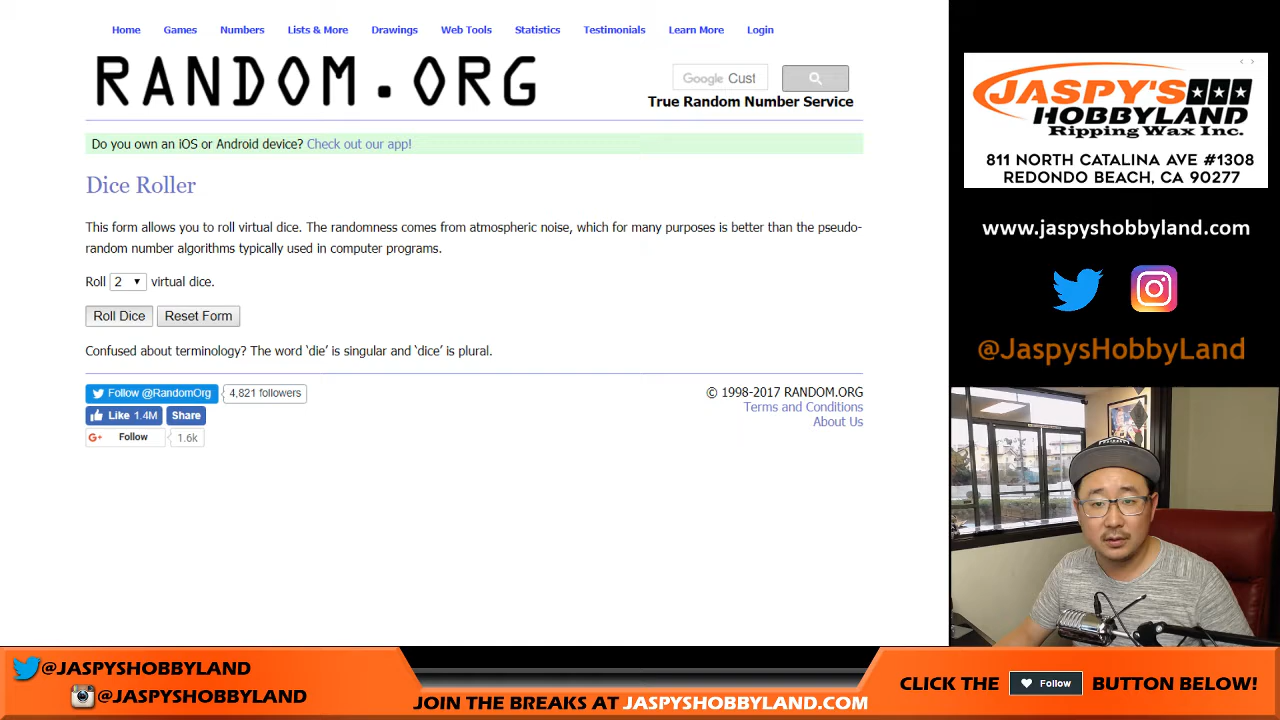 Home Games Numbers Lists & More Drawings Web Tools Statistics Testimonials Learn More Login
RANDOM.ORG
Google Cust
True Random Number Service
Do you own an iOS or Android device? Check out our app!
Dice Roller
This form allows you to roll virtual dice. The randomness comes from atmospheric noise, which for many purposes is better than the pseudo-
random number algorithms typically used in computer programs.
Roll 2 virtual dice.
Roll Dice Reset Form
Confused about terminology? The word ‘die’ is singular and ‘dice’ is plural.
Follow @RandomOrg 4,821 followers
Like 1.4M Share
G+ Follow 1.6k
© 1998-2017 RANDOM.ORG
Terms and Conditions
About Us
JASPY'S
HOBBYLAND
Ripping Wax Inc.
811 NORTH CATALINA AVE #1308
REDONDO BEACH, CA 90277
www.jaspyshobbyland.com
@JaspysHobbyLand
@JASPYSHOBBYLAND
@JASPYSHOBBYLAND
JOIN THE BREAKS AT JASPYSHOBBYLAND.COM
CLICK THE Follow BUTTON BELOW!